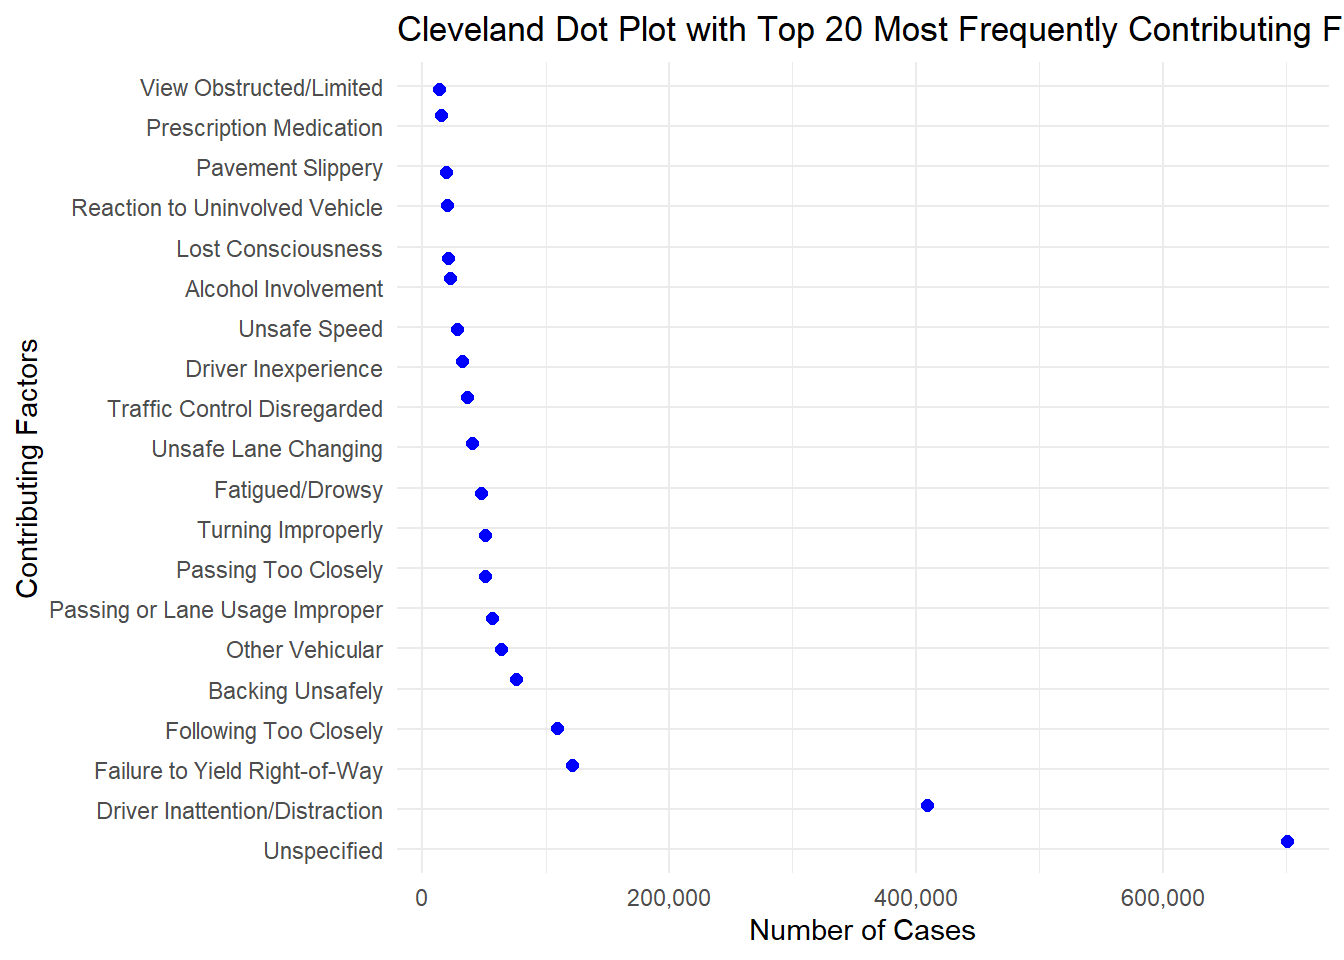 Cleveland Dot Plot with Top 20 Most Frequently Contributing F
View Obstructed/Limited
Prescription Medication
Pavement Slippery
Reaction to Uninvolved Vehicle
Lost Consciousness
Alcohol Involvement
Unsafe Speed
Driver Inexperience
Traffic Control Disregarded
Unsafe Lane Changing
Fatigued/Drowsy
Turning Improperly
Passing Too Closely
Passing or Lane Usage Improper
Other Vehicular
Backing Unsafely
Following Too Closely
Failure to Yield Right-of-Way
Driver Inattention/Distraction
Unspecified
Contributing Factors
0 200,000 400,000 600,000
Number of Cases